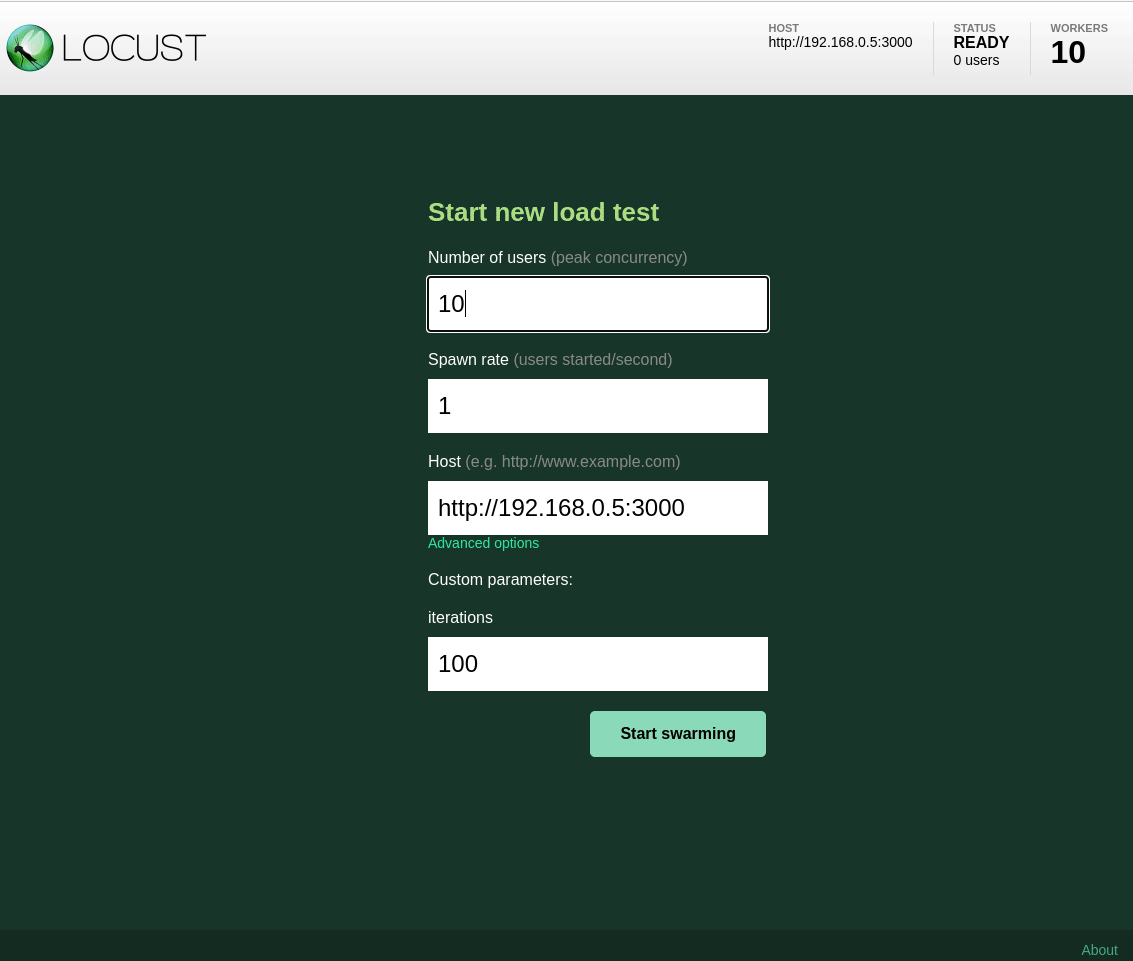 LOCUST
HOST
http://192.168.0.5:3000
STATUS
READY
0 users
WORKERS
10
Start new load test
Number of users (peak concurrency)
10
Spawn rate (users started/second)
1
Host (e.g. http://www.example.com)
http://192.168.0.5:3000
Advanced options
Custom parameters:
iterations
100
Start swarming
About